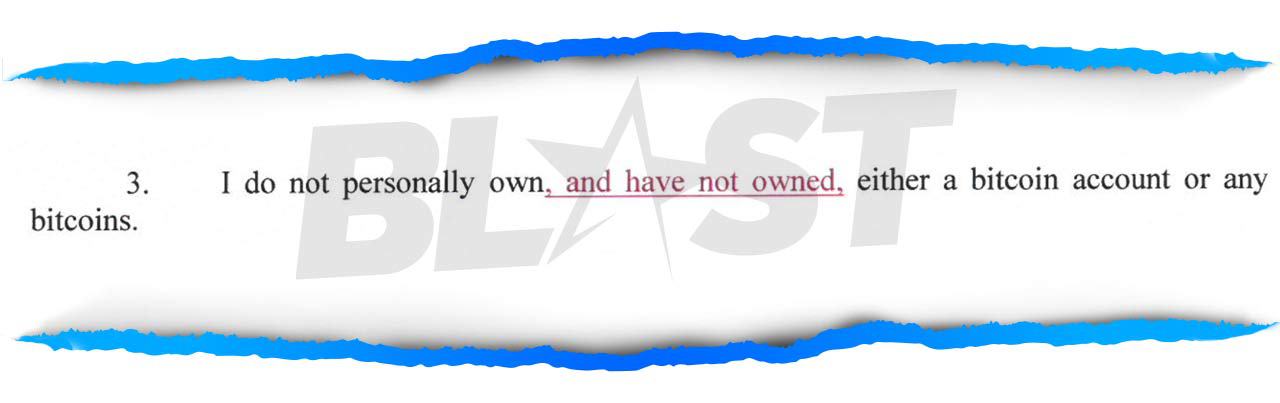 BLAST
3. I do not personally own, and have not owned, either a bitcoin account or any
bitcoins.